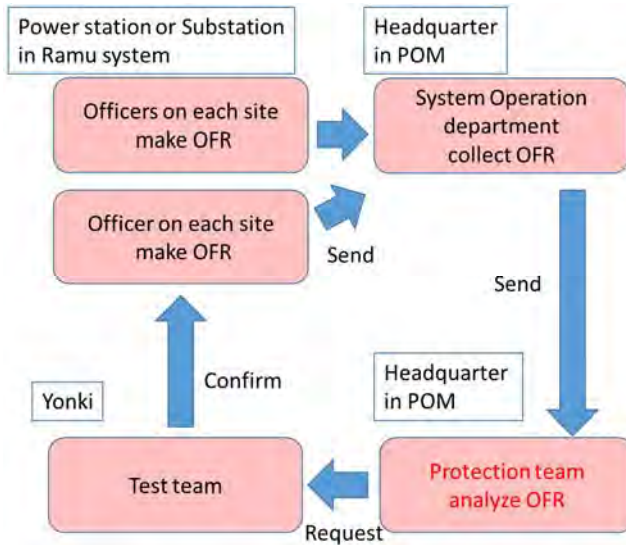 Power station or Substation
in Ramu system
Headquarter
in POM
Officers on each site
make OFR
System Operation
department
collect OFR
Officer on each site
make OFR
Send
Send
Confirm
Headquarter
in POM
Yonki
Test team
Protection team
analyze OFR
Request